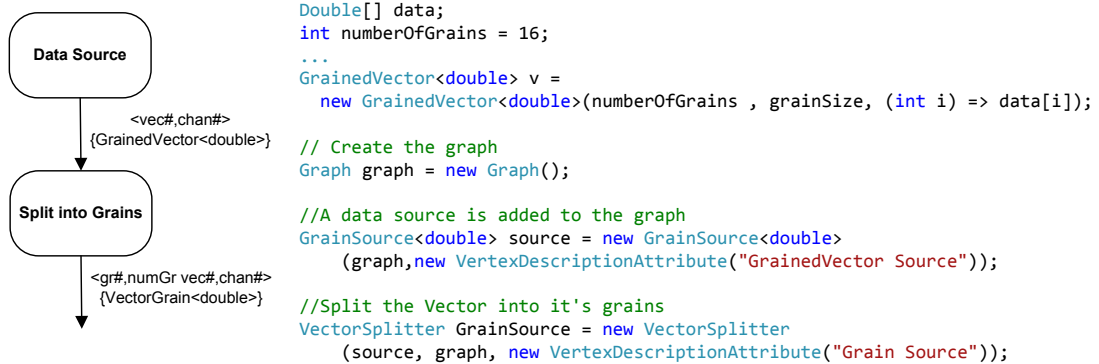 Data Source
<vec#,chan#>
{GrainedVector<double>}
Split into Grains
<gr#,numGr vec#,chan#>
{VectorGrain<double>}
Double[] data;
int numberOfGrains = 16;
...
GrainedVector<double> v =
new GrainedVector<double>(numberOfGrains , grainSize, (int i) => data[i]);
// Create the graph
Graph graph = new Graph();
//A data source is added to the graph
GrainSource<double> source = new GrainSource<double>
(graph,new VertexDescriptionAttribute("GrainedVector Source"));
//Split the Vector into it's grains
VectorSplitter GrainSource = new VectorSplitter
(source, graph, new VertexDescriptionAttribute("Grain Source"));